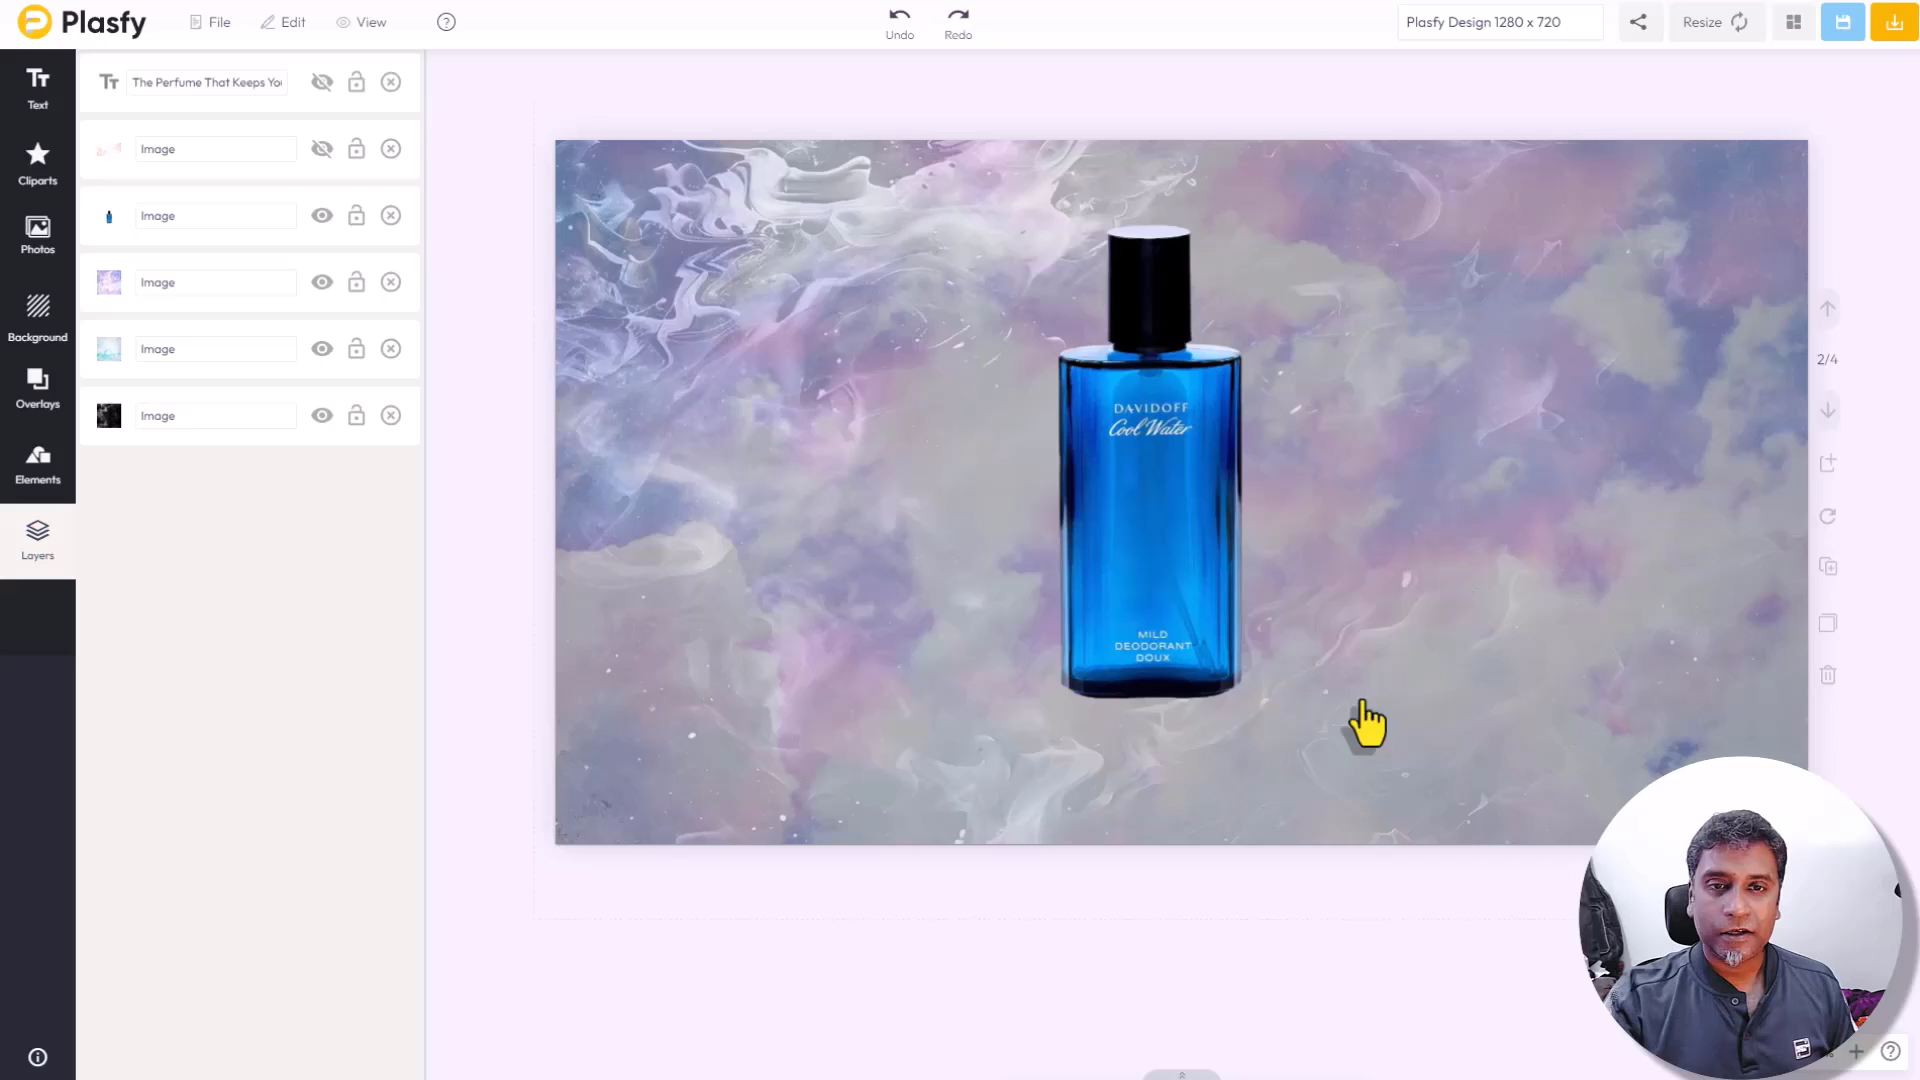 Plasfy
File
Edit
View
Undo
Redo
Plasfy Design 1280 x 720
Resize
Text
Cliparts
Photos
Background
Overlays
Elements
Layers
The Perfume That Keeps Yo
Image
Image
Image
Image
Image
DAVIDOFF
Cool Water
MILD
DEODORANT
DOUX
2/4